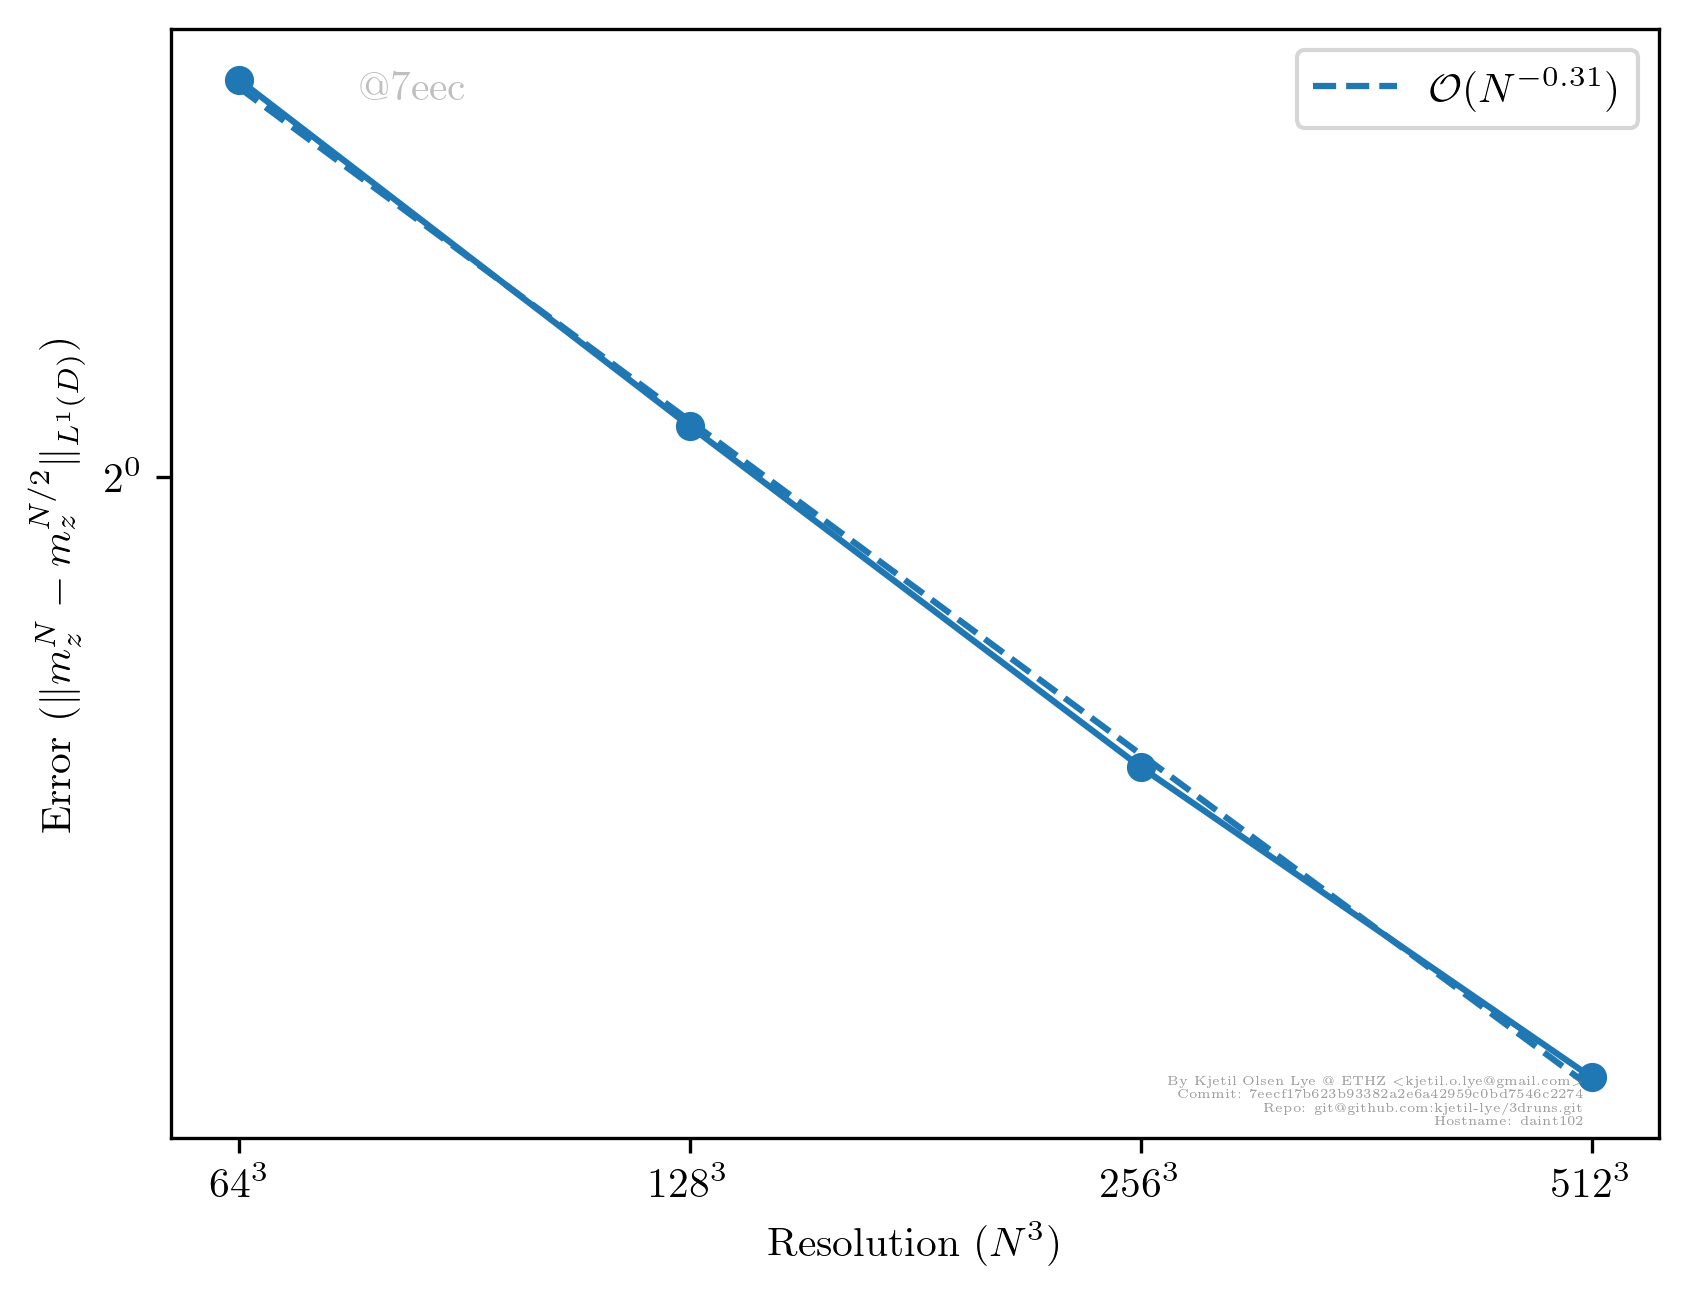 @7eec
𝒪(N^{-0.31})
Error (||m_z^N − m_z^{N/2}||_{L^1(D)})
2^0
By Kjetil Olsen Lye @ ETHZ <kjetil.o.lye@gmail.com>
Commit: 7eecf17b623b93382a2e6a42959c0bd7546c2274
Repo: git@github.com:kjetil-lye/3druns.git
Hostname: daint102
64^3 128^3 256^3 512^3
Resolution (N^3)